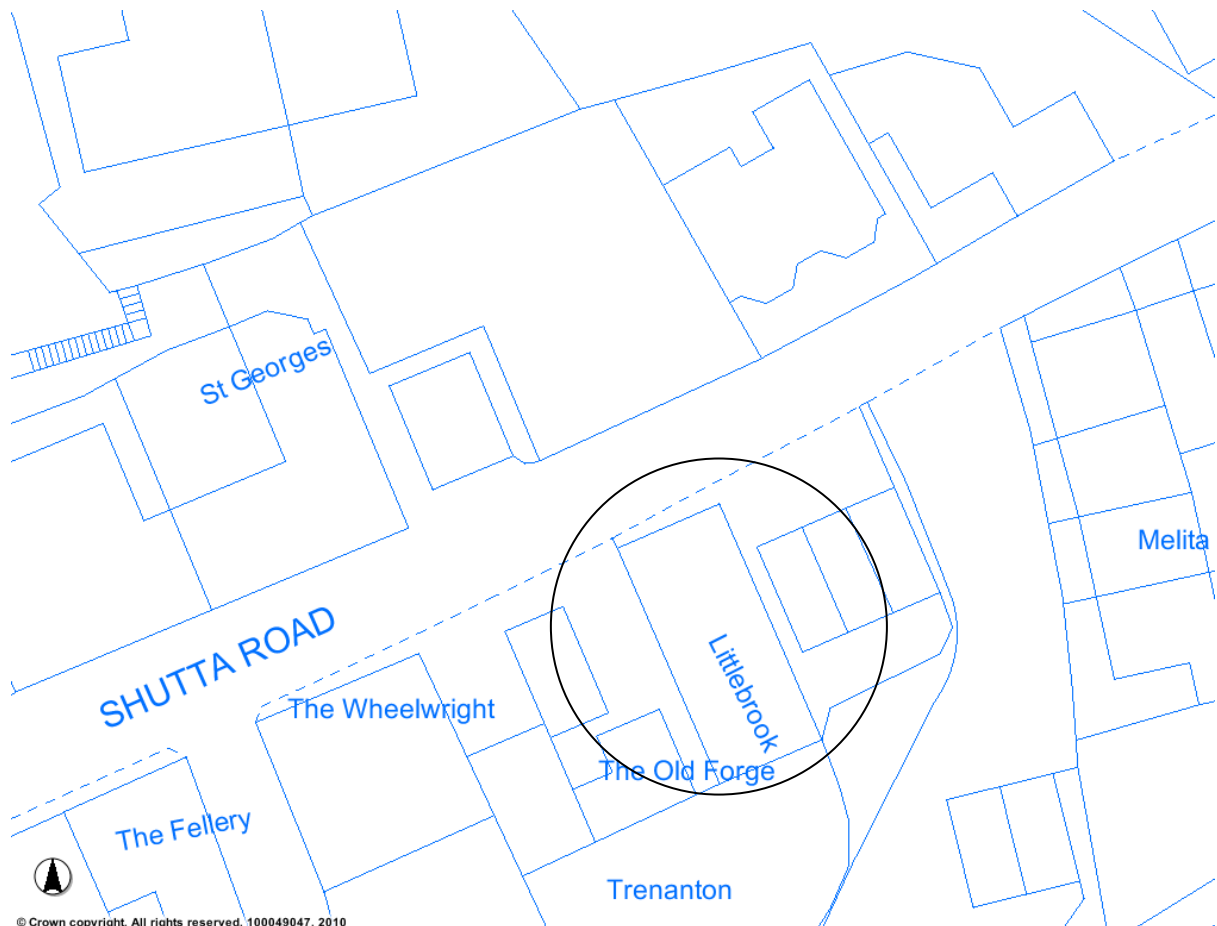 St Georges
Melita
SHUTTA ROAD
Littlebrook
The Wheelwright
The Old Forge
The Fellery
Trenanton
© Crown copyright. All rights reserved. 100049047, 2010